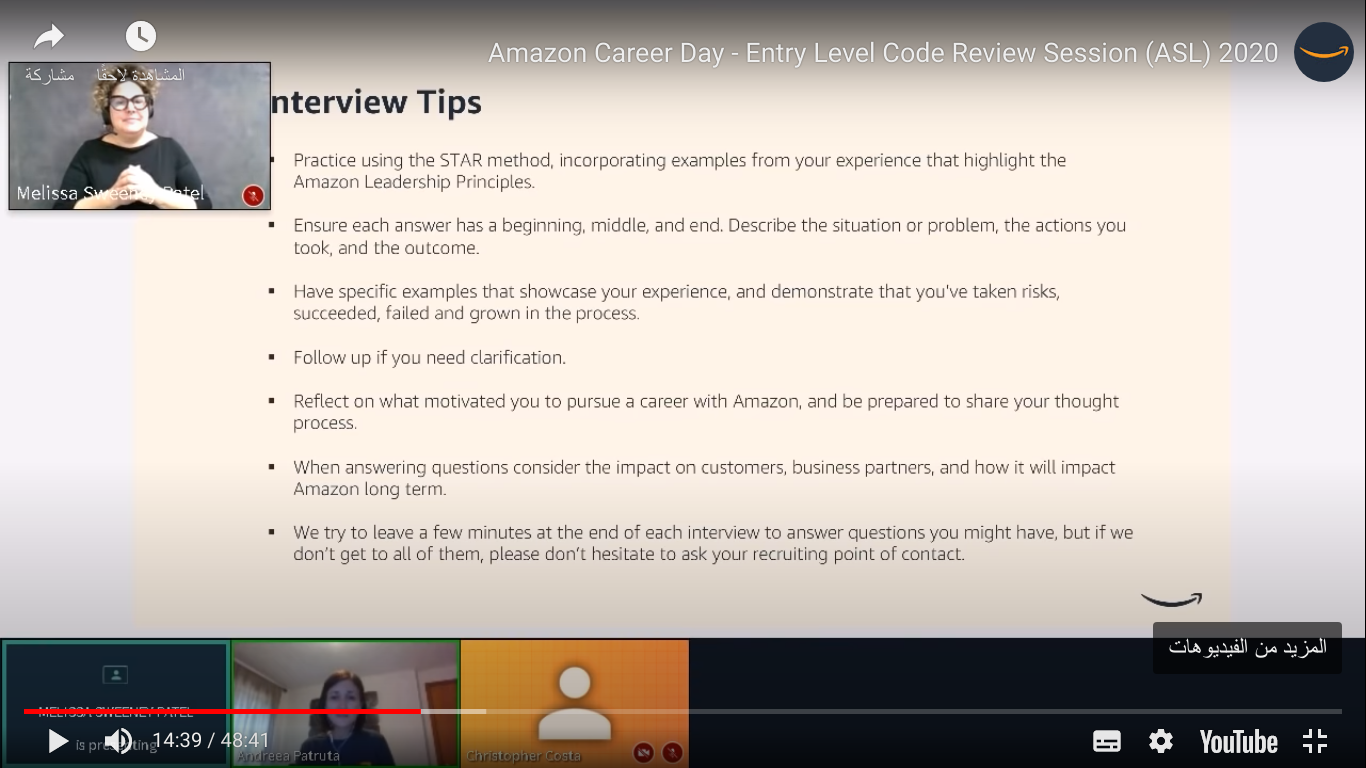 Amazon Career Day - Entry Level Code Review Session (ASL) 2020
المشاهدة لاحقًا
مشاركة
Melissa Sweeney Patel
nterview Tips
▪ Practice using the STAR method, incorporating examples from your experience that highlight the
Amazon Leadership Principles.
▪ Ensure each answer has a beginning, middle, and end. Describe the situation or problem, the actions you
took, and the outcome.
▪ Have specific examples that showcase your experience, and demonstrate that you've taken risks,
succeeded, failed and grown in the process.
▪ Follow up if you need clarification.
▪ Reflect on what motivated you to pursue a career with Amazon, and be prepared to share your thought
process.
▪ When answering questions consider the impact on customers, business partners, and how it will impact
Amazon long term.
▪ We try to leave a few minutes at the end of each interview to answer questions you might have, but if we
don't get to all of them, please don't hesitate to ask your recruiting point of contact.
المزيد من الفيديوهات
MELISSA SWEENEY PATEL
is presenting
Andreea Patruta
Christopher Costa
14:39 / 48:41
YouTube